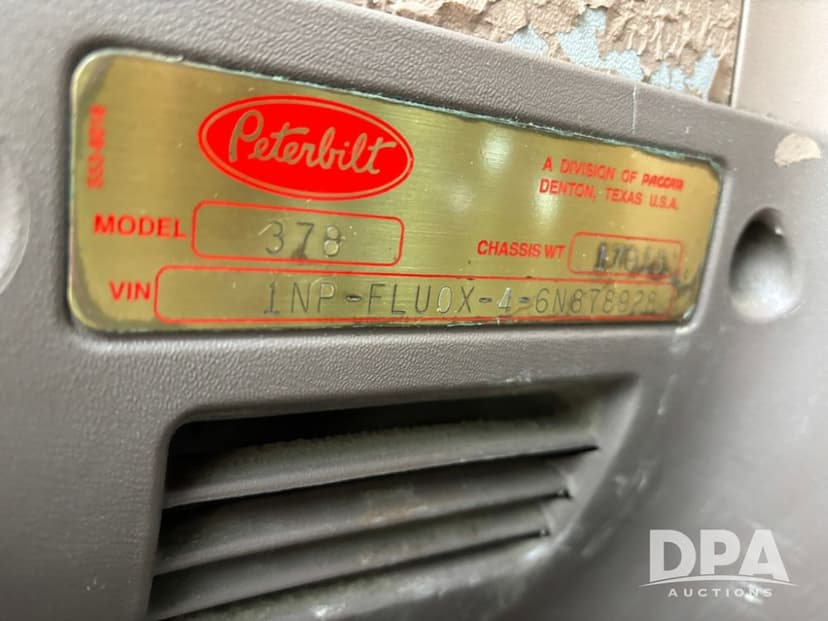 Peterbilt
A DIVISION OF PACCAR
DENTON, TEXAS U.S.A.
MODEL 378
CHASSIS WT
VIN 1NP-FLU0X-4-6N878928
DPA
AUCTIONS